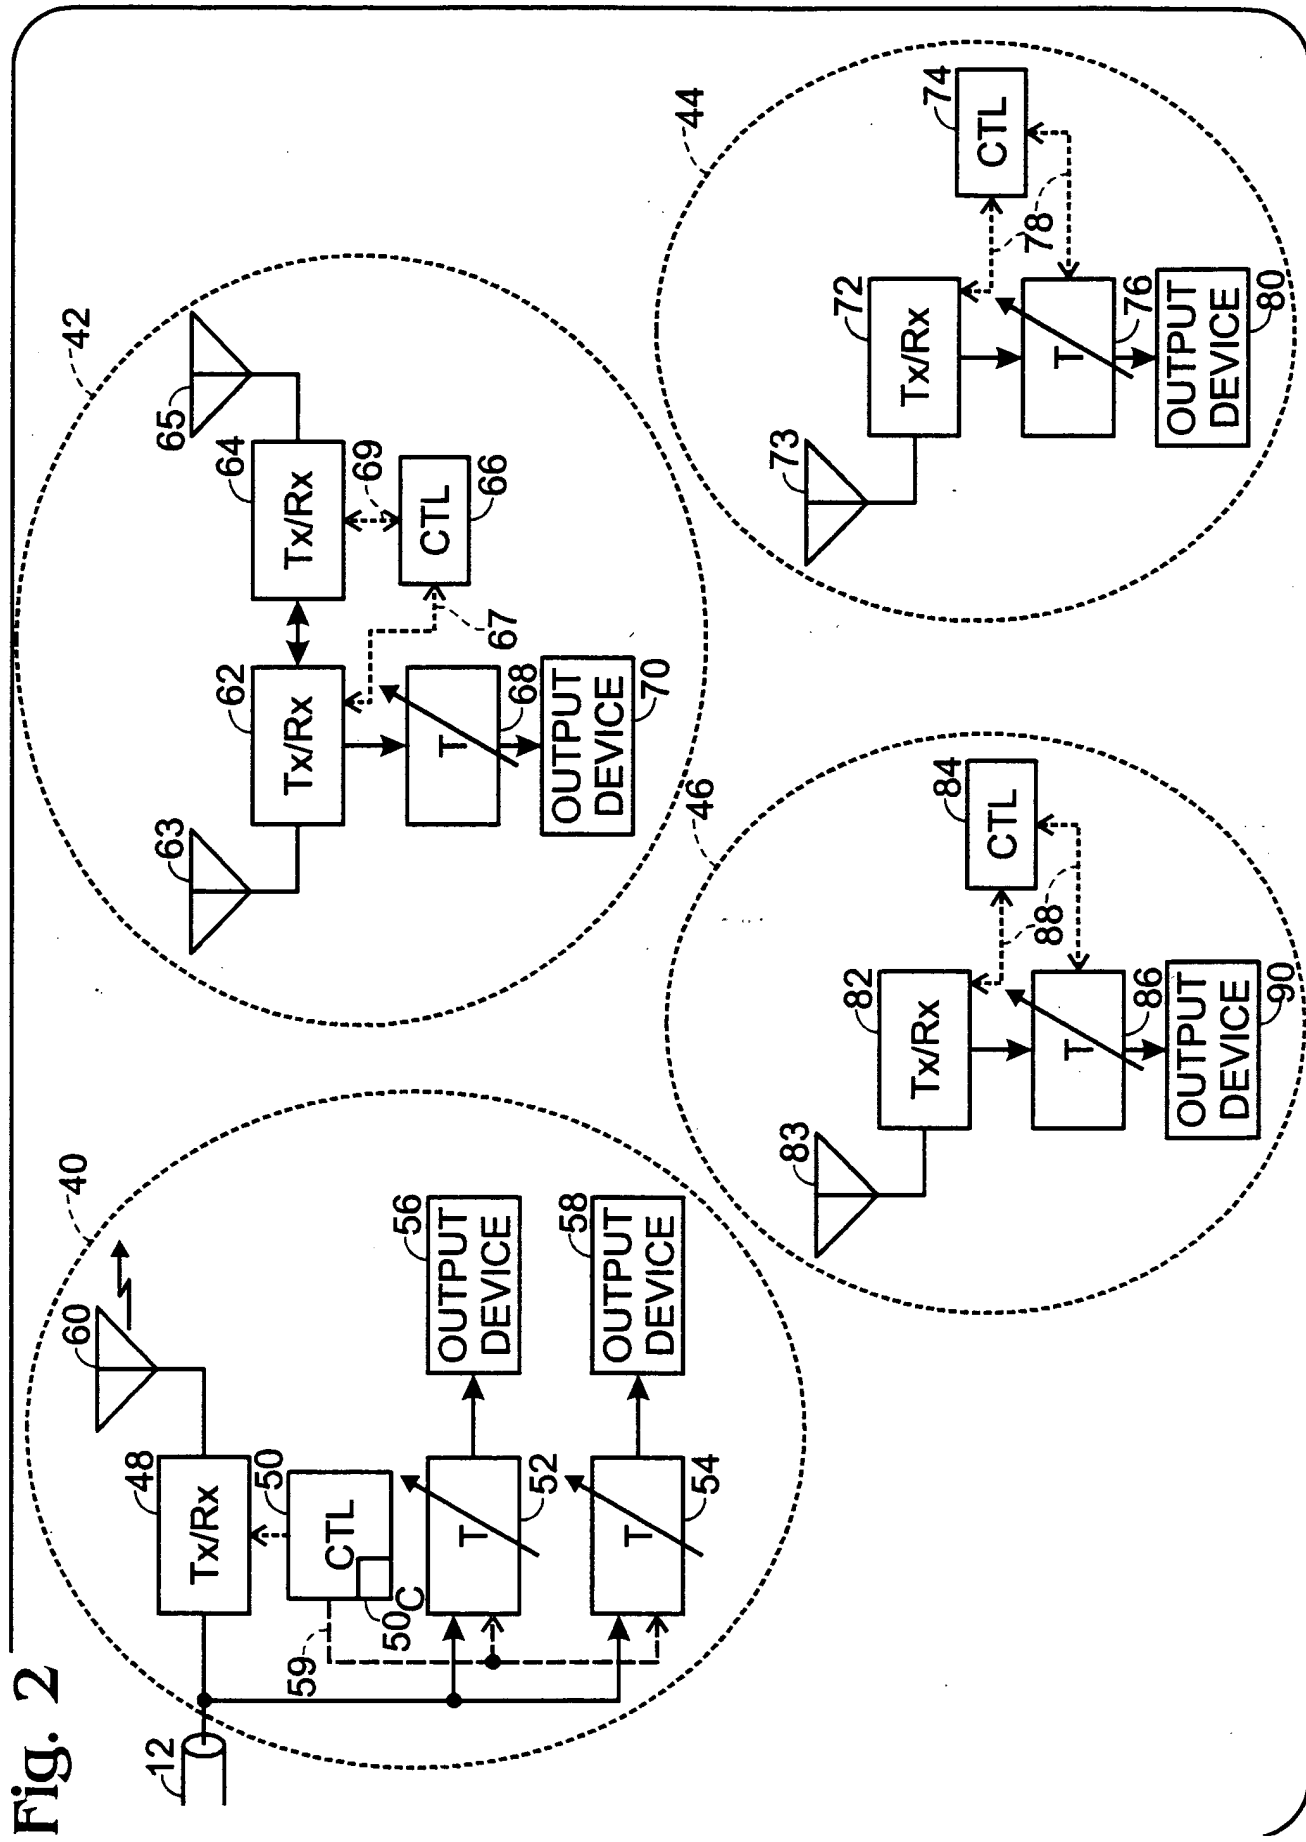 Fig. 2
12
40
60
48
Tx/Rx
50
CTL
50C
59
52
T
56
OUTPUT
DEVICE
54
T
58
OUTPUT
DEVICE
42
63
62
Tx/Rx
64
Tx/Rx
65
69
66
CTL
67
68
T
70
OUTPUT
DEVICE
46
83
82
Tx/Rx
84
CTL
88
86
T
90
OUTPUT
DEVICE
44
73
72
Tx/Rx
74
CTL
78
76
T
80
OUTPUT
DEVICE